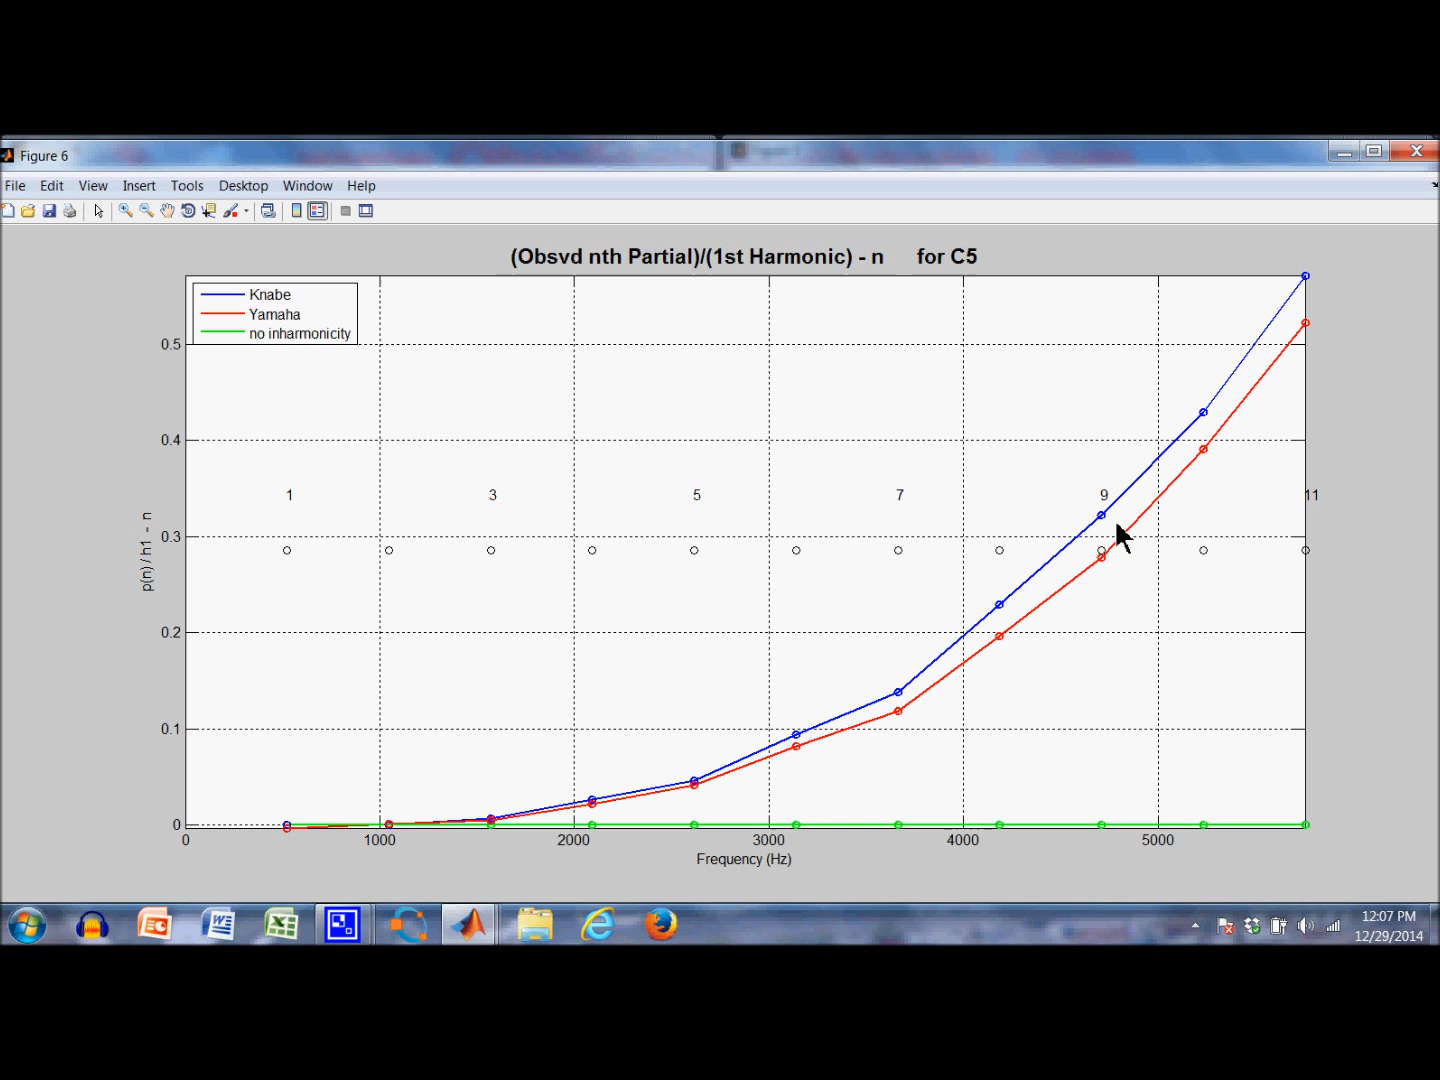 Figure 6
File Edit View Insert Tools Desktop Window Help
(Obsvd nth Partial)/(1st Harmonic) - n for C5
Knabe
Yamaha
no inharmonicity
0.5
0.4
1 3 5 7 9 11
0.3
0.2
0.1
0
p(n) / h1 - n
0 1000 2000 3000 4000 5000
Frequency (Hz)
12:07 PM
12/29/2014